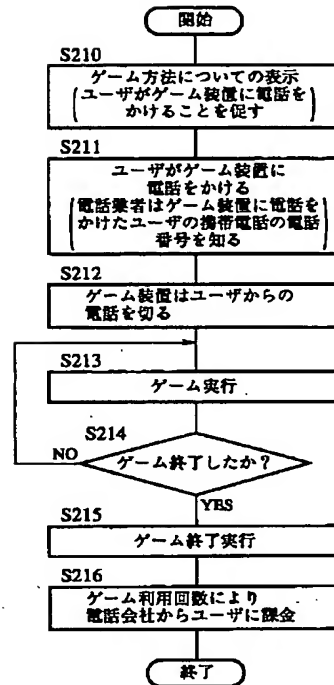 開始
S210
ゲーム方法についての表示
(ユーザがゲーム装置に電話を
かけることを促す)
S211
ユーザがゲーム装置に
電話をかける
(電話業者はゲーム装置に電話を
かけたユーザの携帯電話の電話
番号を知る)
S212
ゲーム装置はユーザからの
電話を切る
S213
ゲーム実行
S214
NO
ゲーム終了したか?
YES
S215
ゲーム終了実行
S216
ゲーム利用回数により
電話会社からユーザに課金
終了